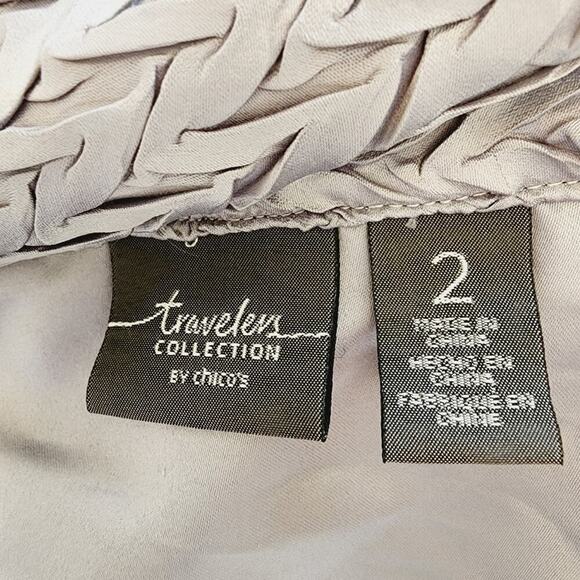 travelers
COLLECTION
BY chico's
2
MADE IN
CHINA
HECHO EN
CHINA
FABRIQUE EN
CHINE